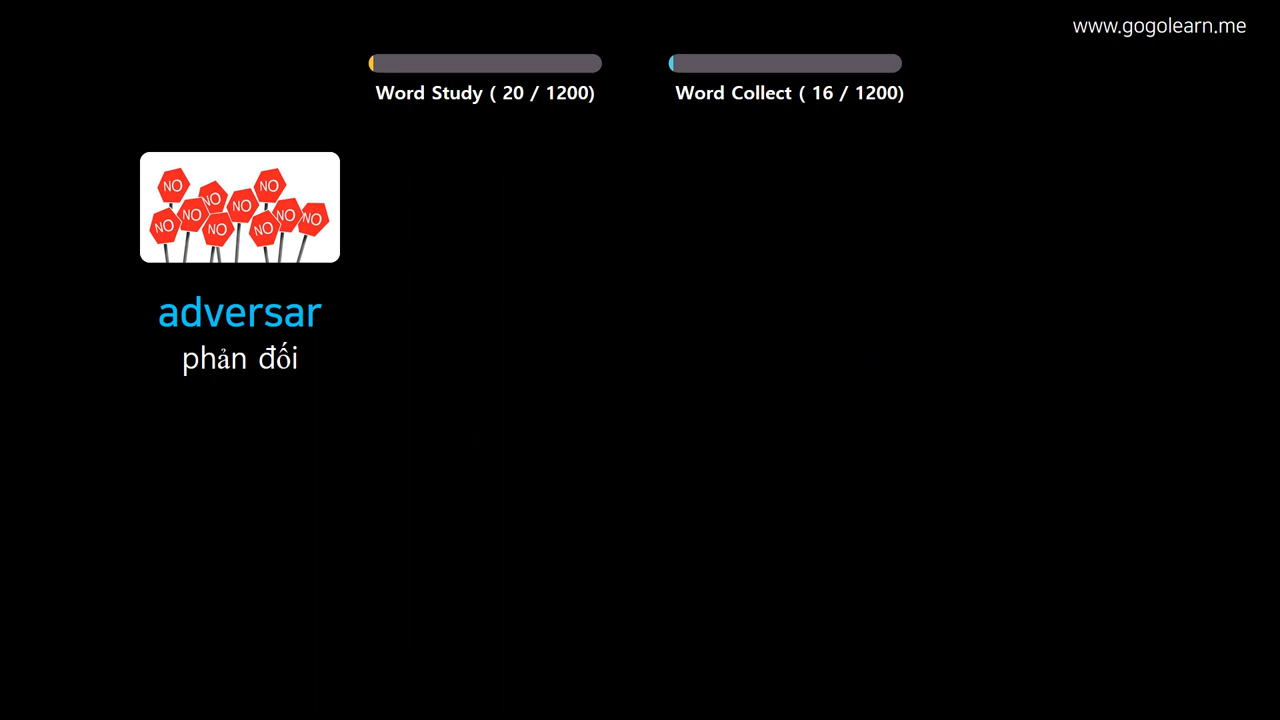 www.gogolearn.me
Word Study ( 20 / 1200)
Word Collect ( 16 / 1200)
NO NO
NO NO
NO NO NO
NO NO NO
adversar
phản đối